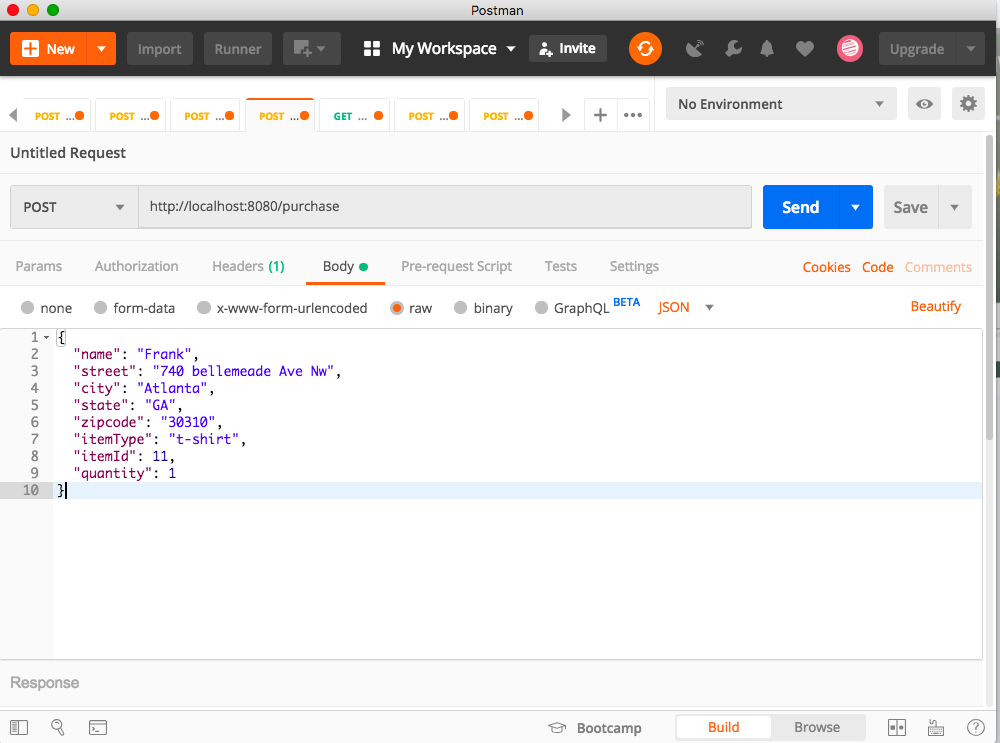 Postman
New Import Runner My Workspace Invite Upgrade
POST ... POST ... POST ... POST ... GET ... POST ... POST ... No Environment
Untitled Request
POST http://localhost:8080/purchase Send Save
Params Authorization Headers (1) Body Pre-request Script Tests Settings Cookies Code Comments
none form-data x-www-form-urlencoded raw binary GraphQL BETA JSON Beautify
1 {
2 "name": "Frank",
3 "street": "740 bellemeade Ave Nw",
4 "city": "Atlanta",
5 "state": "GA",
6 "zipcode": "30310",
7 "itemType": "t-shirt",
8 "itemId": 11,
9 "quantity": 1
10 }
Response
Bootcamp Build Browse